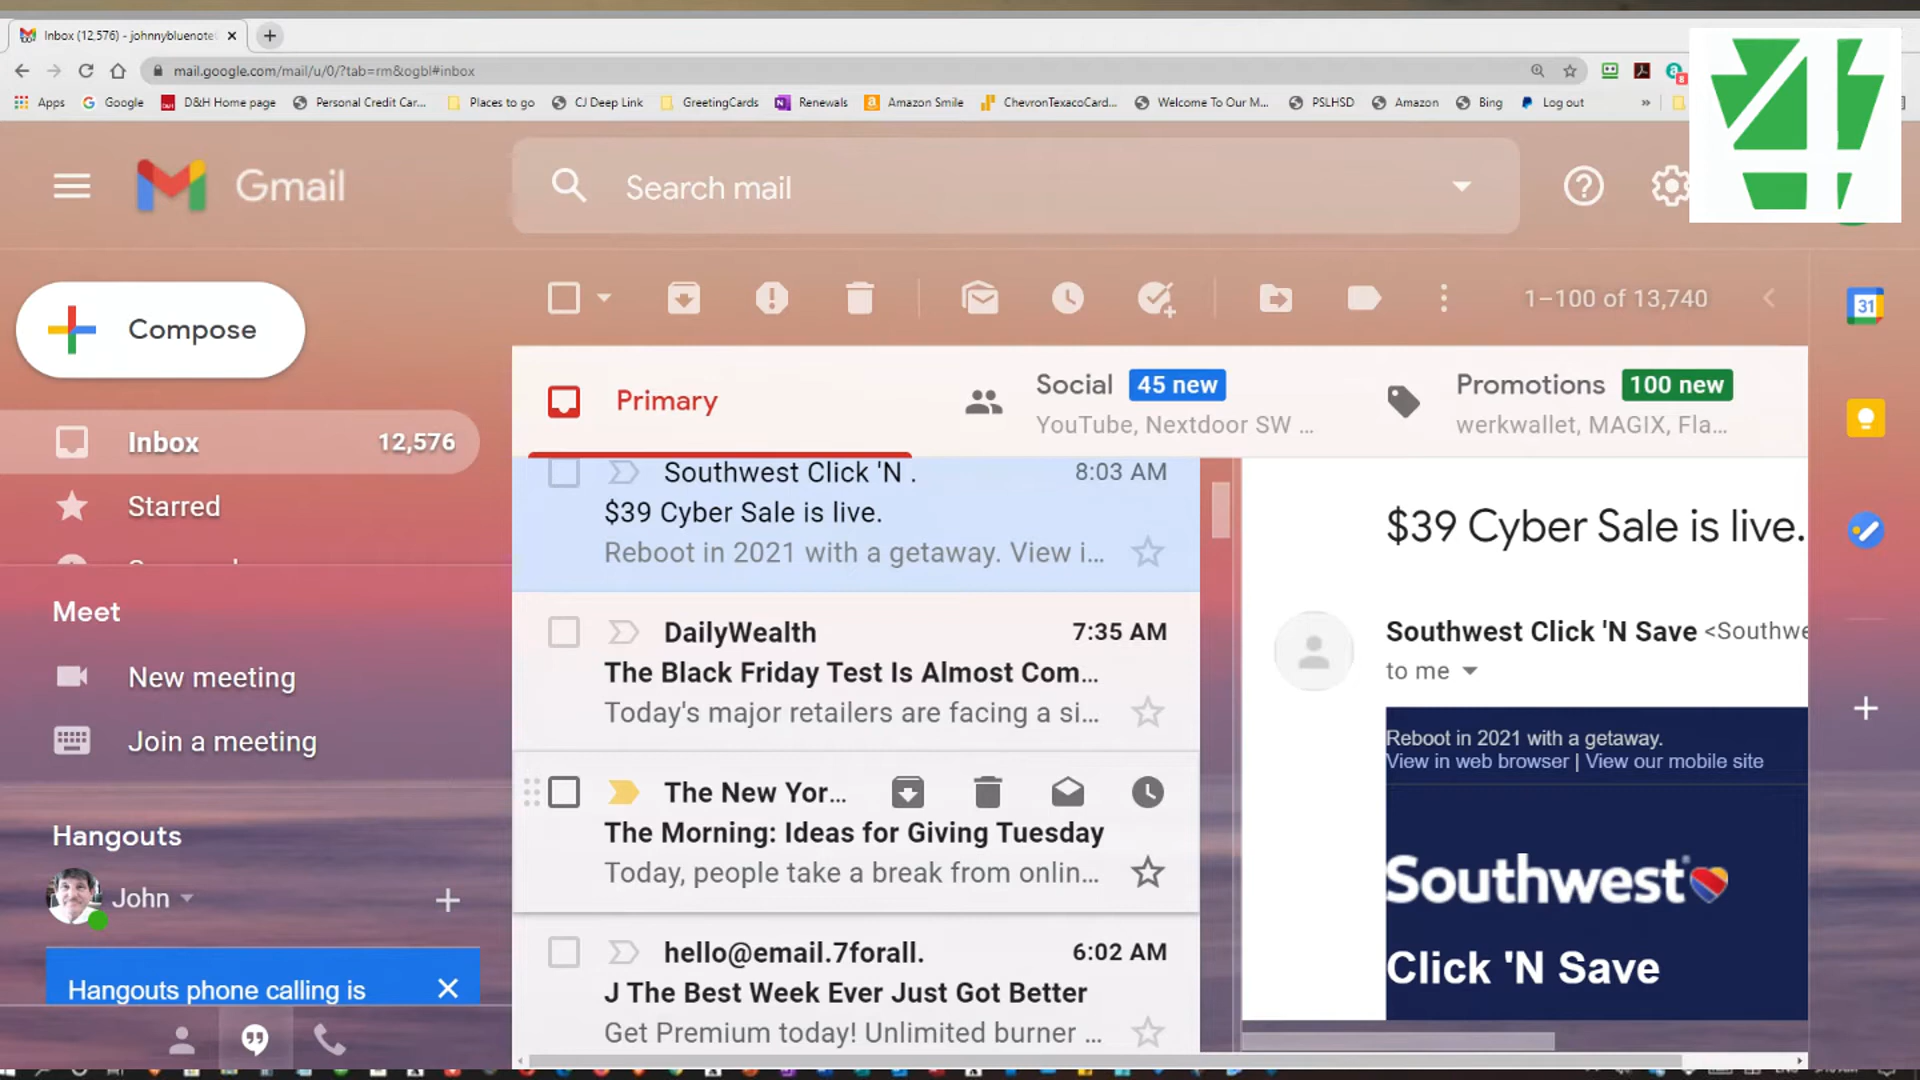 Inbox (12,576) - johnnybluenote
mail.google.com/mail/u/0/?tab=rm&ogbl#inbox
Apps Google D&H Home page Personal Credit Car... Places to go CJ Deep Link GreetingCards Renewals Amazon Smile ChevronTexacoCard... Welcome To Our M... PSLHSD Amazon Bing Log out »
Gmail
Search mail
Compose
1–100 of 13,740
31
Primary
Social 45 new
YouTube, Nextdoor SW ...
Promotions 100 new
werkwallet, MAGIX, Fla...
Inbox 12,576
Starred
Meet
New meeting
Join a meeting
Hangouts
John
Hangouts phone calling is
Southwest Click 'N . 8:03 AM
$39 Cyber Sale is live.
Reboot in 2021 with a getaway. View i...
DailyWealth 7:35 AM
The Black Friday Test Is Almost Com...
Today's major retailers are facing a si...
The New Yor...
The Morning: Ideas for Giving Tuesday
Today, people take a break from onlin...
hello@email.7forall. 6:02 AM
J The Best Week Ever Just Got Better
Get Premium today! Unlimited burner ...
$39 Cyber Sale is live.
Southwest Click 'N Save <Southwe
to me
Reboot in 2021 with a getaway.
View in web browser | View our mobile site
Southwest
Click 'N Save
4